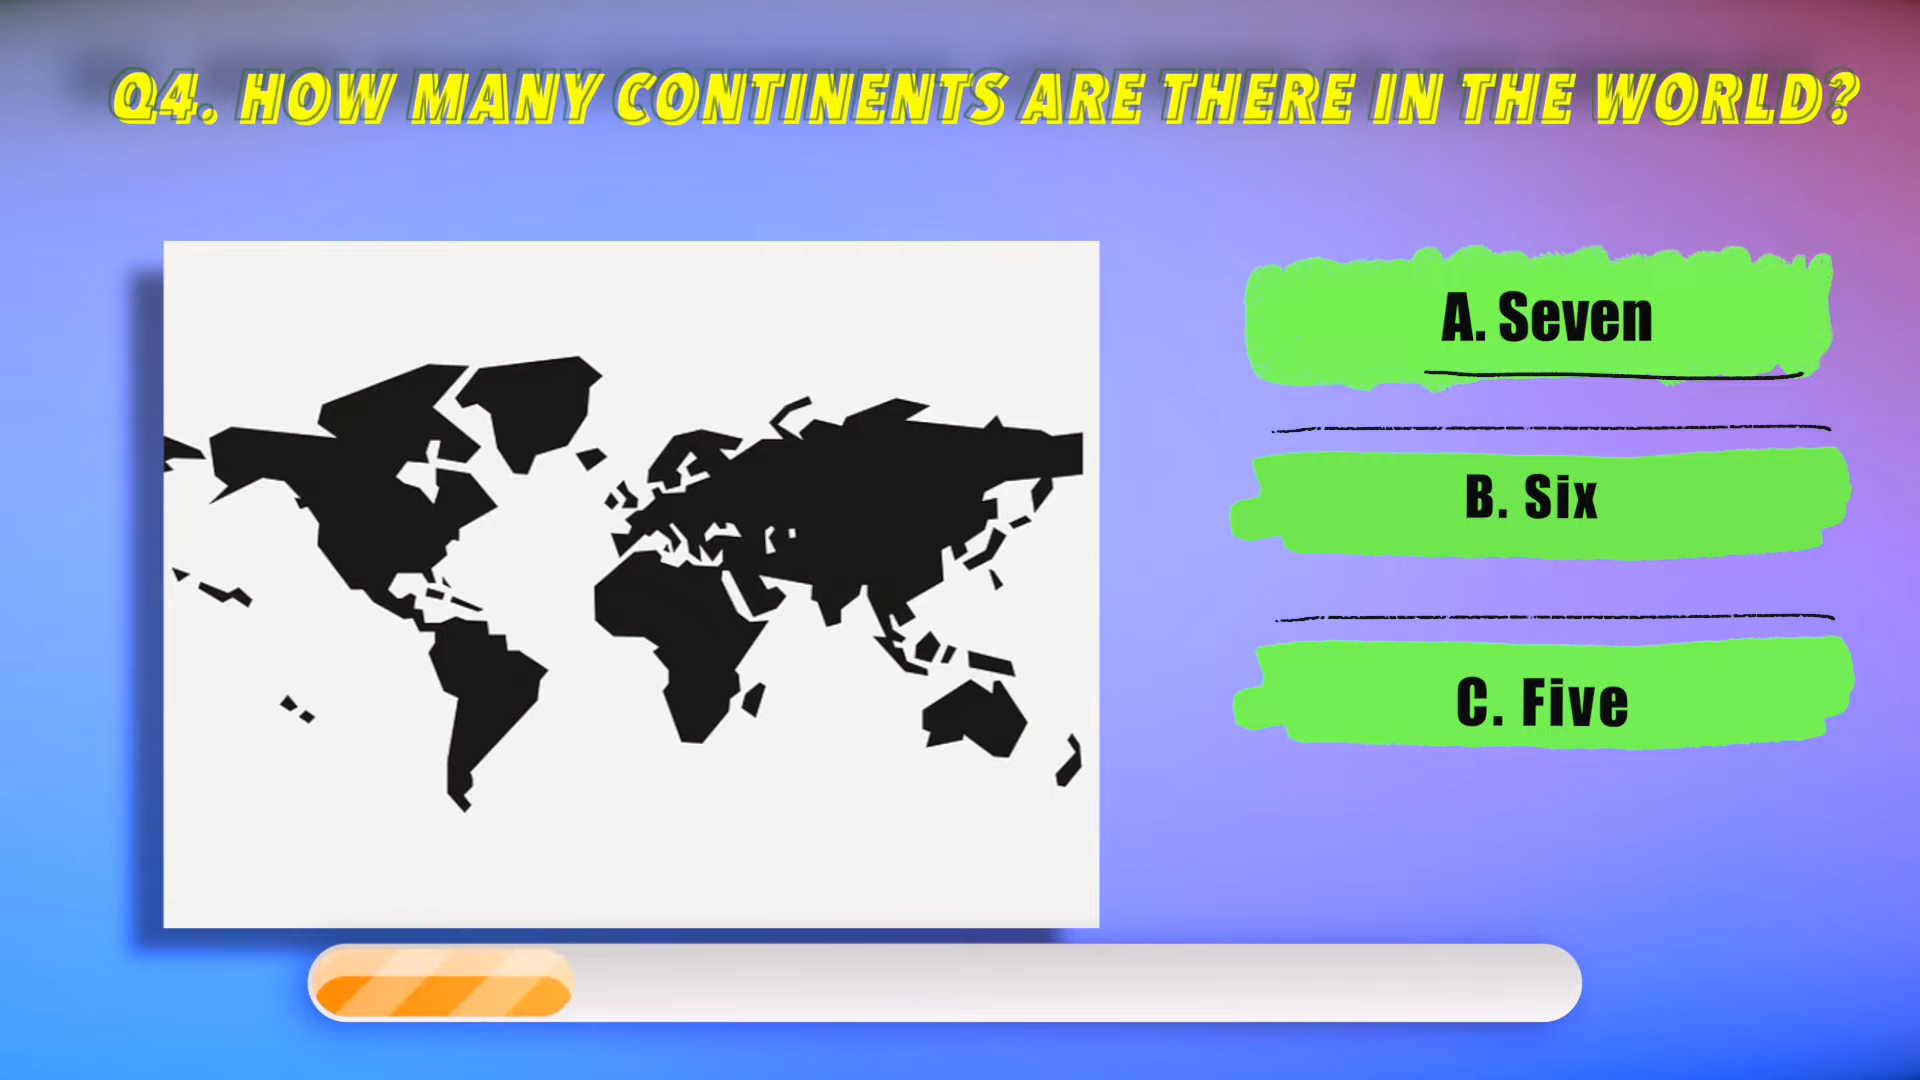 Q4. HOW MANY CONTINENTS ARE THERE IN THE WORLD?
A. Seven
B. Six
C. Five